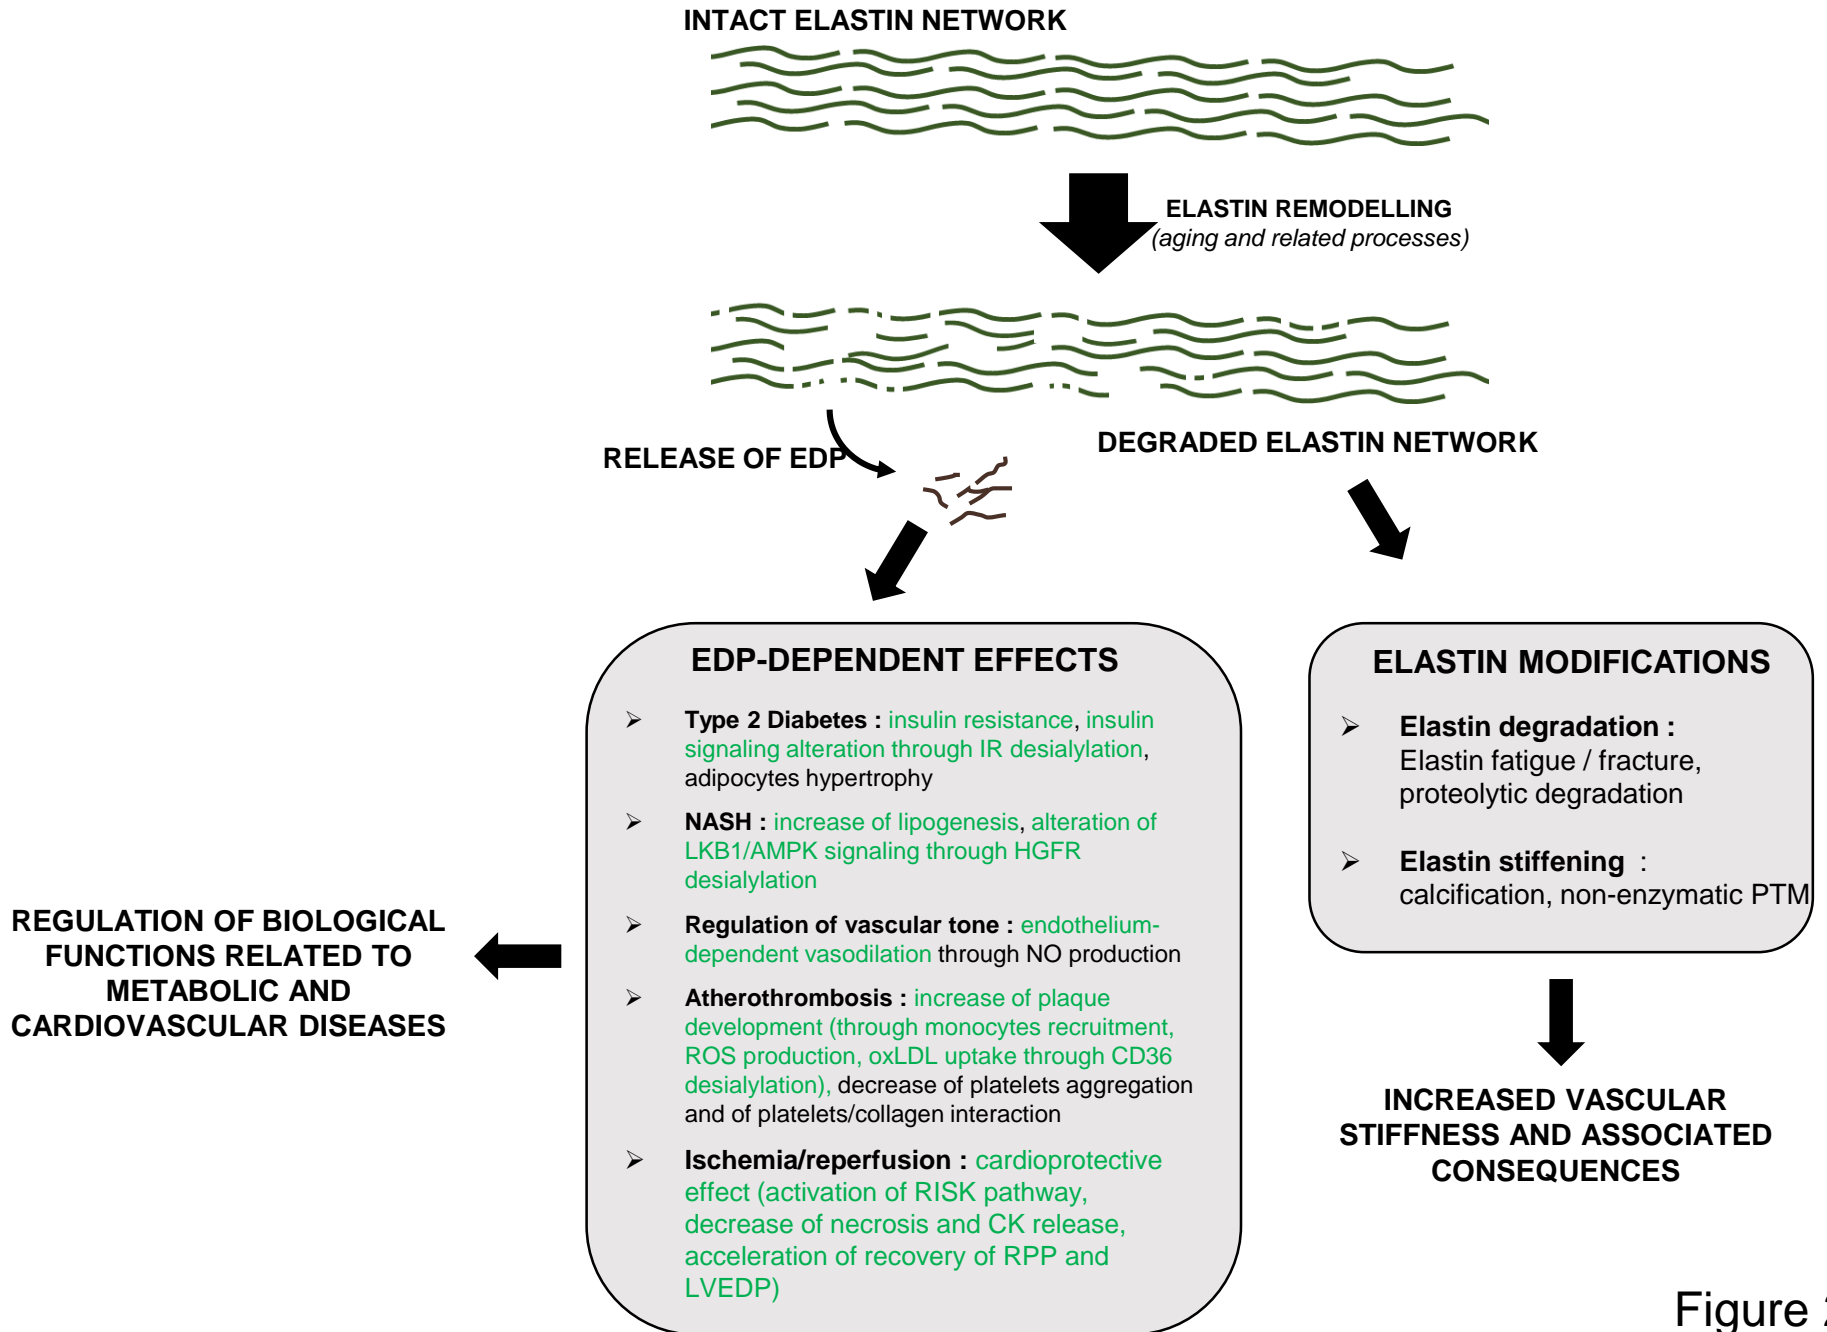 INTACT ELASTIN NETWORK
ELASTIN REMODELLING
(aging and related processes)
RELEASE OF EDP
DEGRADED ELASTIN NETWORK
EDP-DEPENDENT EFFECTS
➢ Type 2 Diabetes : insulin resistance, insulin
signaling alteration through IR desialylation,
adipocytes hypertrophy
➢ NASH : increase of lipogenesis, alteration of
LKB1/AMPK signaling through HGFR
desialylation
➢ Regulation of vascular tone : endothelium-
dependent vasodilation through NO production
➢ Atherothrombosis : increase of plaque
development (through monocytes recruitment,
ROS production, oxLDL uptake through CD36
desialylation), decrease of platelets aggregation
and of platelets/collagen interaction
➢ Ischemia/reperfusion : cardioprotective
effect (activation of RISK pathway,
decrease of necrosis and CK release,
acceleration of recovery of RPP and
LVEDP)
REGULATION OF BIOLOGICAL
FUNCTIONS RELATED TO
METABOLIC AND
CARDIOVASCULAR DISEASES
ELASTIN MODIFICATIONS
➢ Elastin degradation :
Elastin fatigue / fracture,
proteolytic degradation
➢ Elastin stiffening :
calcification, non-enzymatic PTM
INCREASED VASCULAR
STIFFNESS AND ASSOCIATED
CONSEQUENCES
Figure 2